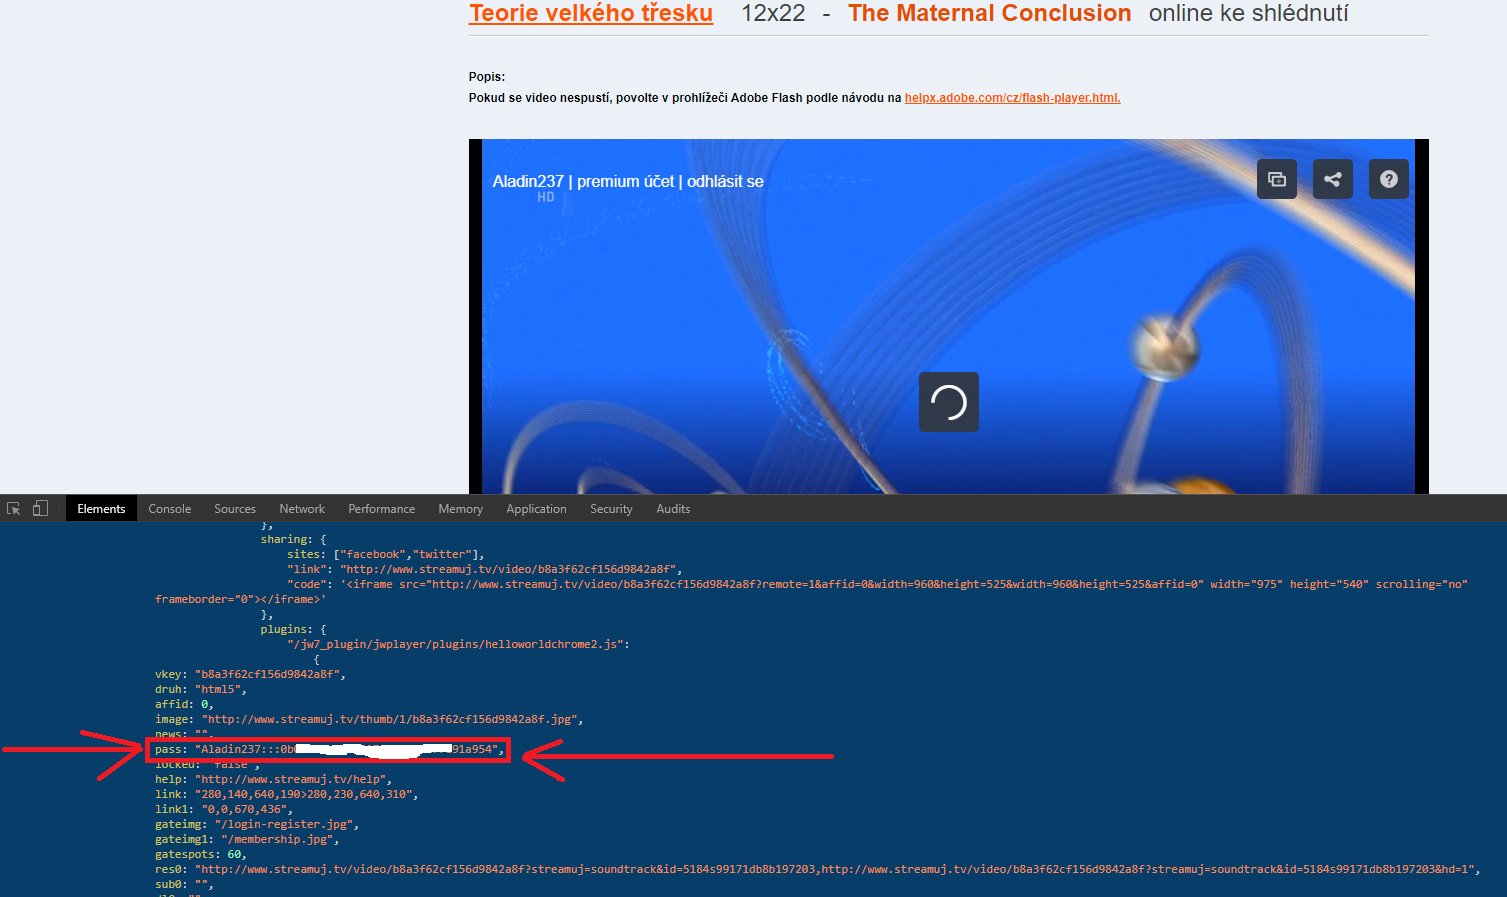 Teorie velkého třesku 12x22 - The Maternal Conclusion online ke shlédnutí
Popis:
Pokud se video nespustí, povolte v prohlížeči Adobe Flash podle návodu na helpx.adobe.com/cz/flash-player.html.
Aladin237 | premium účet | odhlásit se
HD
Elements Console Sources Network Performance Memory Application Security Audits
},
sharing: {
sites: ["facebook","twitter"],
"link": "http://www.streamuj.tv/video/b8a3f62cf156d9842a8f",
"code": '<iframe src="http://www.streamuj.tv/video/b8a3f62cf156d9842a8f?remote=1&affid=0&width=960&height=525&width=960&height=525&affid=0" width="975" height="540" scrolling="no"
frameborder="0"></iframe>'
},
plugins: {
"/jw7_plugin/jwplayer/plugins/helloworldchrome2.js":
{
vkey: "b8a3f62cf156d9842a8f",
druh: "html5",
affid: 0,
image: "http://www.streamuj.tv/thumb/1/b8a3f62cf156d9842a8f.jpg",
news: "",
pass: "Aladin237:::0b 91a954",
locked: "false",
help: "http://www.streamuj.tv/help",
link: "280,140,640,190>280,230,640,310",
link1: "0,0,670,436",
gateimg: "/login-register.jpg",
gateimg1: "/membership.jpg",
gatespots: 60,
res0: "http://www.streamuj.tv/video/b8a3f62cf156d9842a8f?streamuj=soundtrack&id=5184s99171db8b197203,http://www.streamuj.tv/video/b8a3f62cf156d9842a8f?streamuj=soundtrack&id=5184s99171db8b197203&hd=1",
sub0: "",